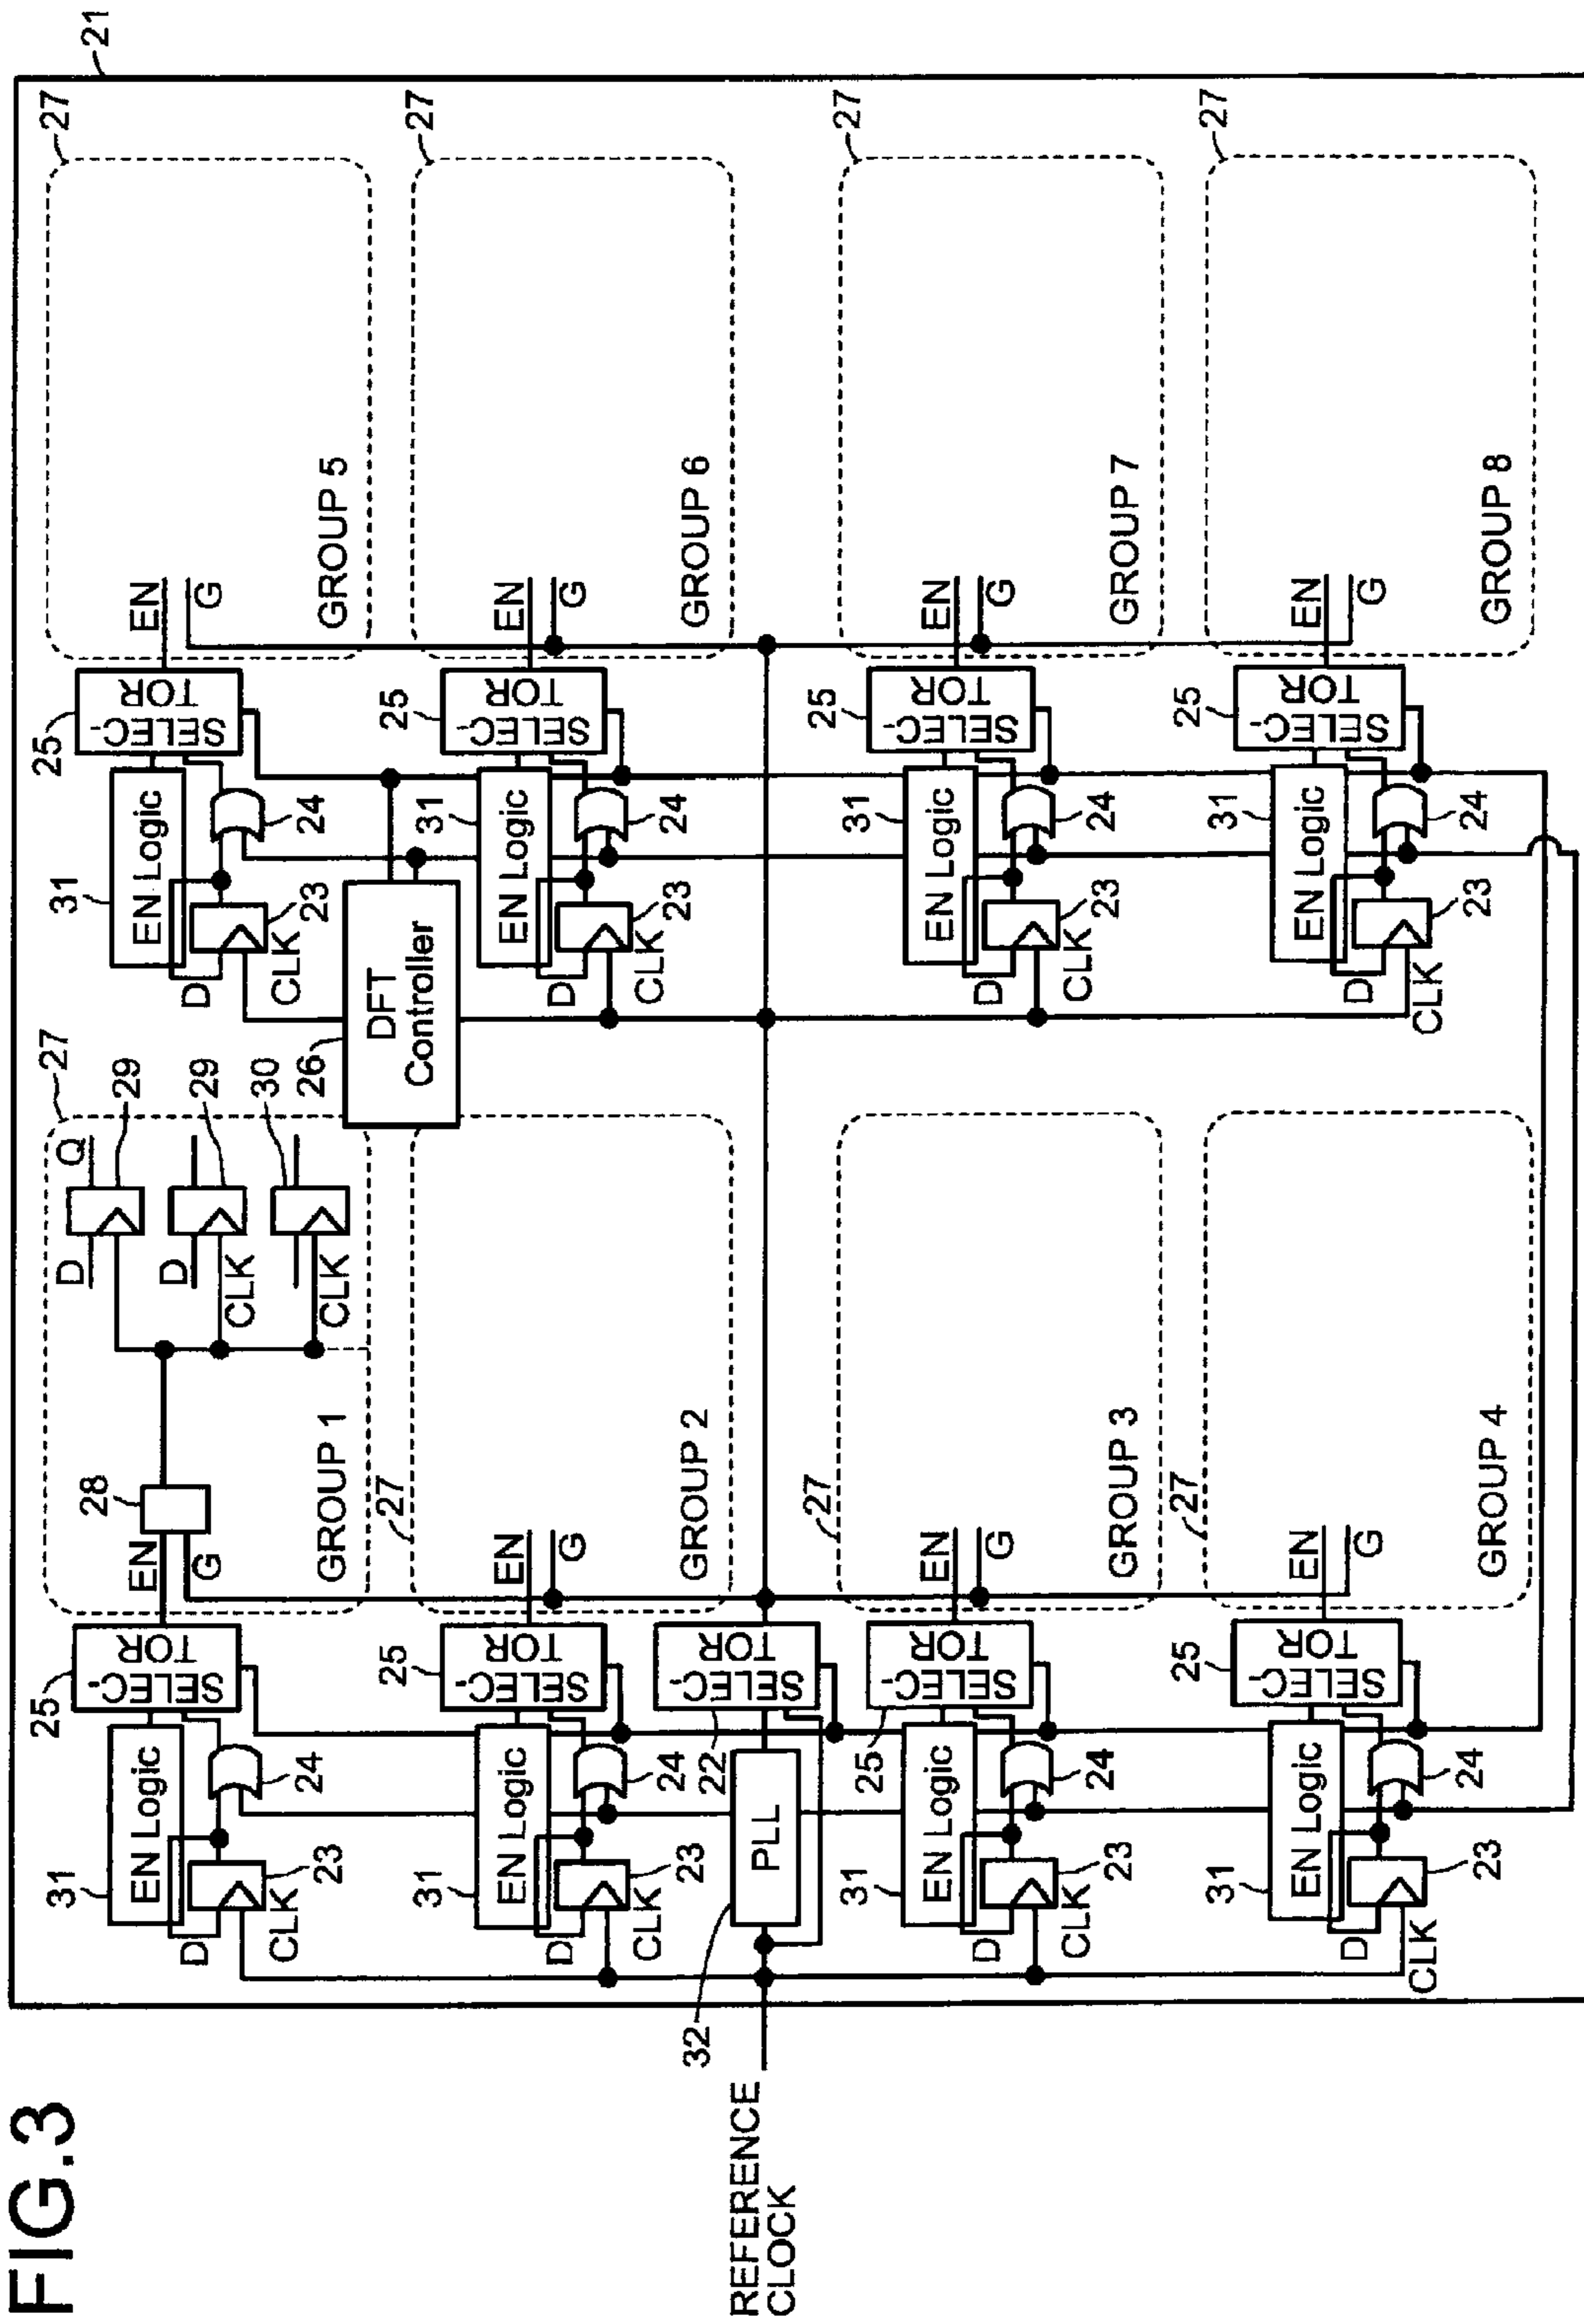 FIG.3
21
27
27
27
27
GROUP 5
GROUP 6
GROUP 7
GROUP 8
EN
G
EN
G
EN
G
EN
G
25
SELEC-
TOR
25
SELEC-
TOR
25
SELEC-
TOR
25
SELEC-
TOR
31
EN Logic
24
23
D
CLK
31
EN Logic
24
23
D
CLK
31
EN Logic
24
23
D
CLK
31
EN Logic
24
23
D
CLK
26
DFT
Controller
27
D
Q
29
D
CLK
29
CLK
30
28
EN
G
GROUP 1
27
EN
G
GROUP 2
27
EN
G
GROUP 3
27
EN
G
GROUP 4
25
SELEC-
TOR
25
SELEC-
TOR
22
SELEC-
TOR
25
SELEC-
TOR
25
SELEC-
TOR
31
EN Logic
24
23
D
CLK
31
EN Logic
24
23
D
CLK
32
PLL
31
EN Logic
24
23
D
CLK
31
EN Logic
24
23
D
CLK
REFERENCE
CLOCK